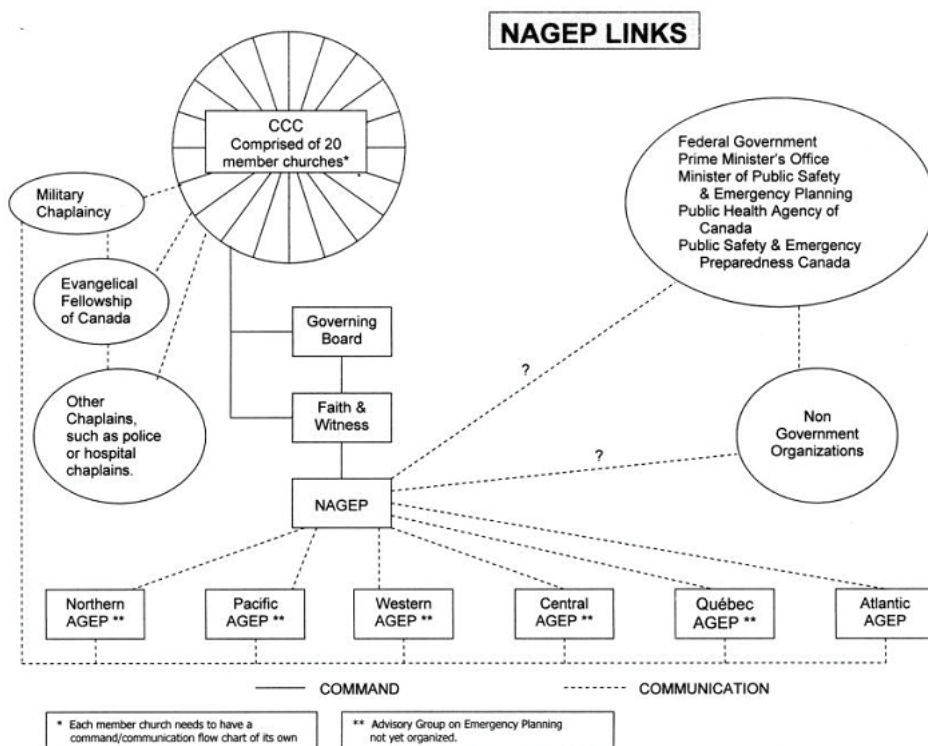 NAGEP LINKS
CCC
Comprised of 20
member churches*
Federal Government
Prime Minister's Office
Minister of Public Safety
& Emergency Planning
Public Health Agency of
Canada
Public Safety & Emergency
Preparedness Canada
Military
Chaplaincy
Evangelical
Fellowship
of Canada
Governing
Board
?
Other
Chaplains,
such as police
or hospital
chaplains.
Faith &
Witness
Non
Government
Organizations
?
NAGEP
Northern
AGEP **
Pacific
AGEP **
Western
AGEP **
Central
AGEP **
Québec
AGEP **
Atlantic
AGEP
COMMAND
COMMUNICATION
* Each member church needs to have a
command/communication flow chart of its own
** Advisory Group on Emergency Planning
not yet organized.